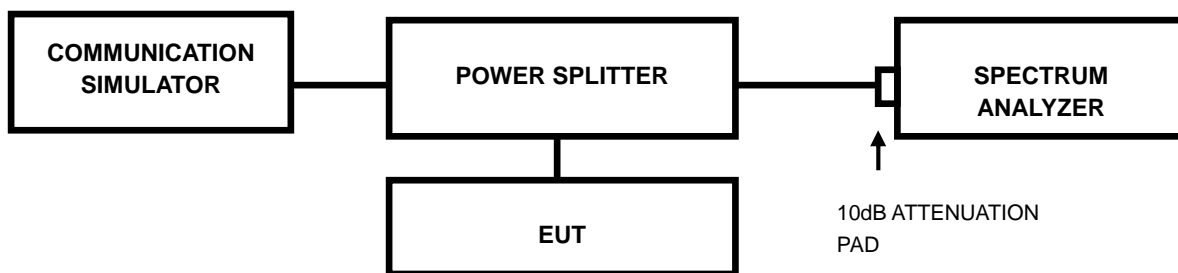 COMMUNICATION
SIMULATOR
POWER SPLITTER
SPECTRUM
ANALYZER
EUT
10dB ATTENUATION
PAD